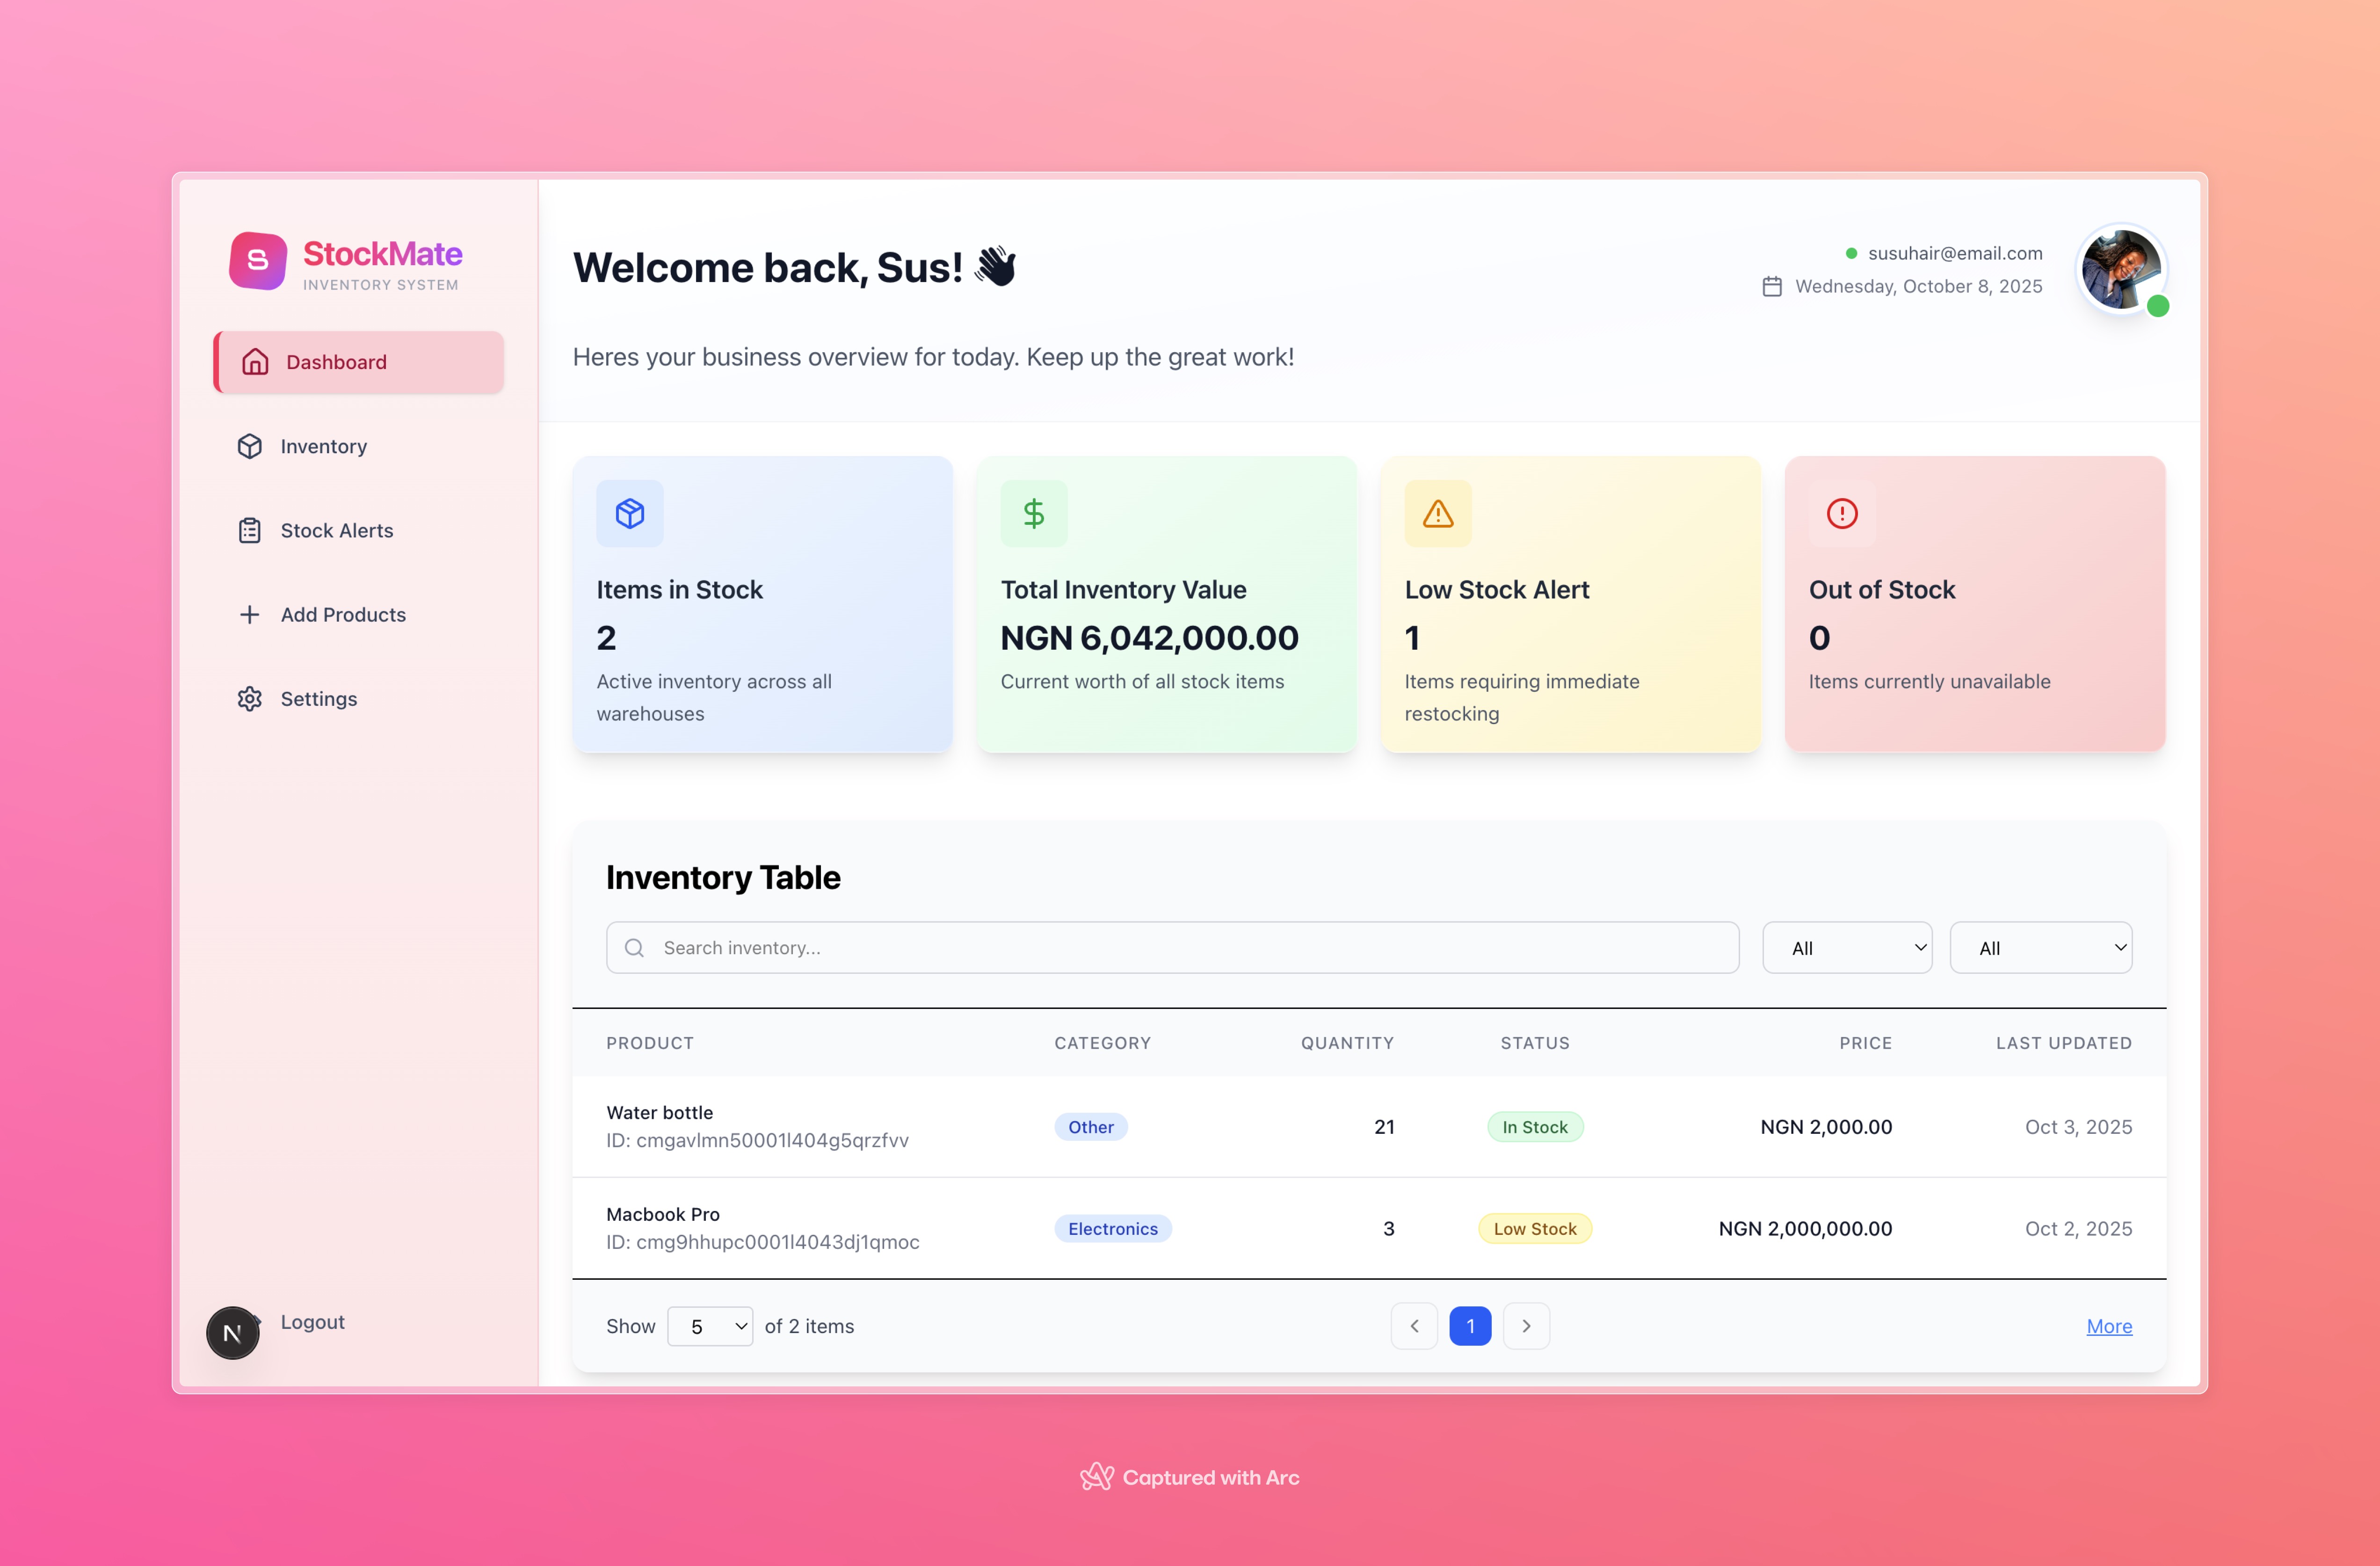 S
StockMate
INVENTORY SYSTEM
Dashboard
Inventory
Stock Alerts
Add Products
Settings
Logout
N
Welcome back, Sus! 👋
susuhair@email.com
Wednesday, October 8, 2025
Heres your business overview for today. Keep up the great work!
Items in Stock
2
Active inventory across all
warehouses
Total Inventory Value
NGN 6,042,000.00
Current worth of all stock items
Low Stock Alert
1
Items requiring immediate
restocking
Out of Stock
0
Items currently unavailable
Inventory Table
Search inventory...
All
All
PRODUCT CATEGORY QUANTITY STATUS PRICE LAST UPDATED
Water bottle
ID: cmgavlmn50001l404g5qrzfvv
Other 21 In Stock NGN 2,000.00 Oct 3, 2025
Macbook Pro
ID: cmg9hhupc0001l4043dj1qmoc
Electronics 3 Low Stock NGN 2,000,000.00 Oct 2, 2025
Show 5 of 2 items
1
More
Captured with Arc